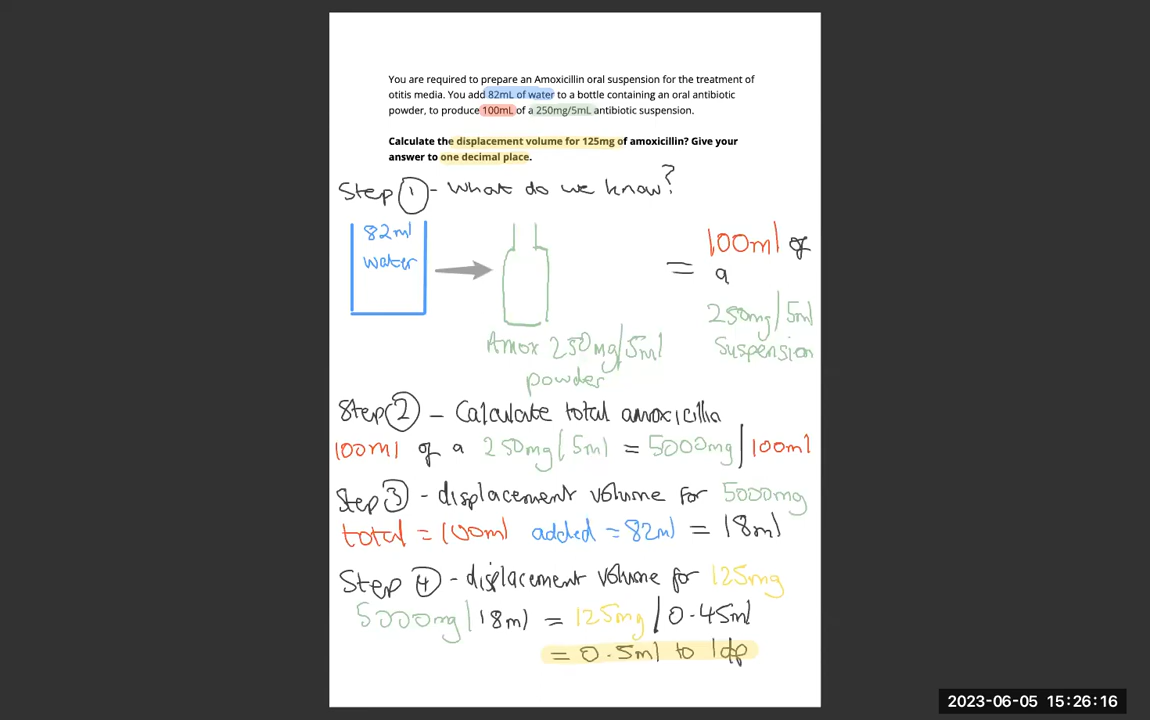 You are required to prepare an Amoxicillin oral suspension for the treatment of
otitis media. You add 82mL of water to a bottle containing an oral antibiotic
powder, to produce 100mL of a 250mg/5mL antibiotic suspension.
Calculate the displacement volume for 125mg of amoxicillin? Give your
answer to one decimal place.
Step 1 - What do we know?
82ml
water
Amox 250mg/5ml
powder
=
100ml of
a
250mg/5ml
suspension
Step 2 - Calculate total amoxicillin
100ml of a 250mg/5ml = 5000mg/100ml
Step 3 - displacement volume for 5000mg
total = 100ml added = 82ml = 18ml
Step 4 - displacement volume for 125mg
5000mg/18ml = 125mg/0.45ml
= 0.5ml to 1dp
2023-06-05 15:26:16